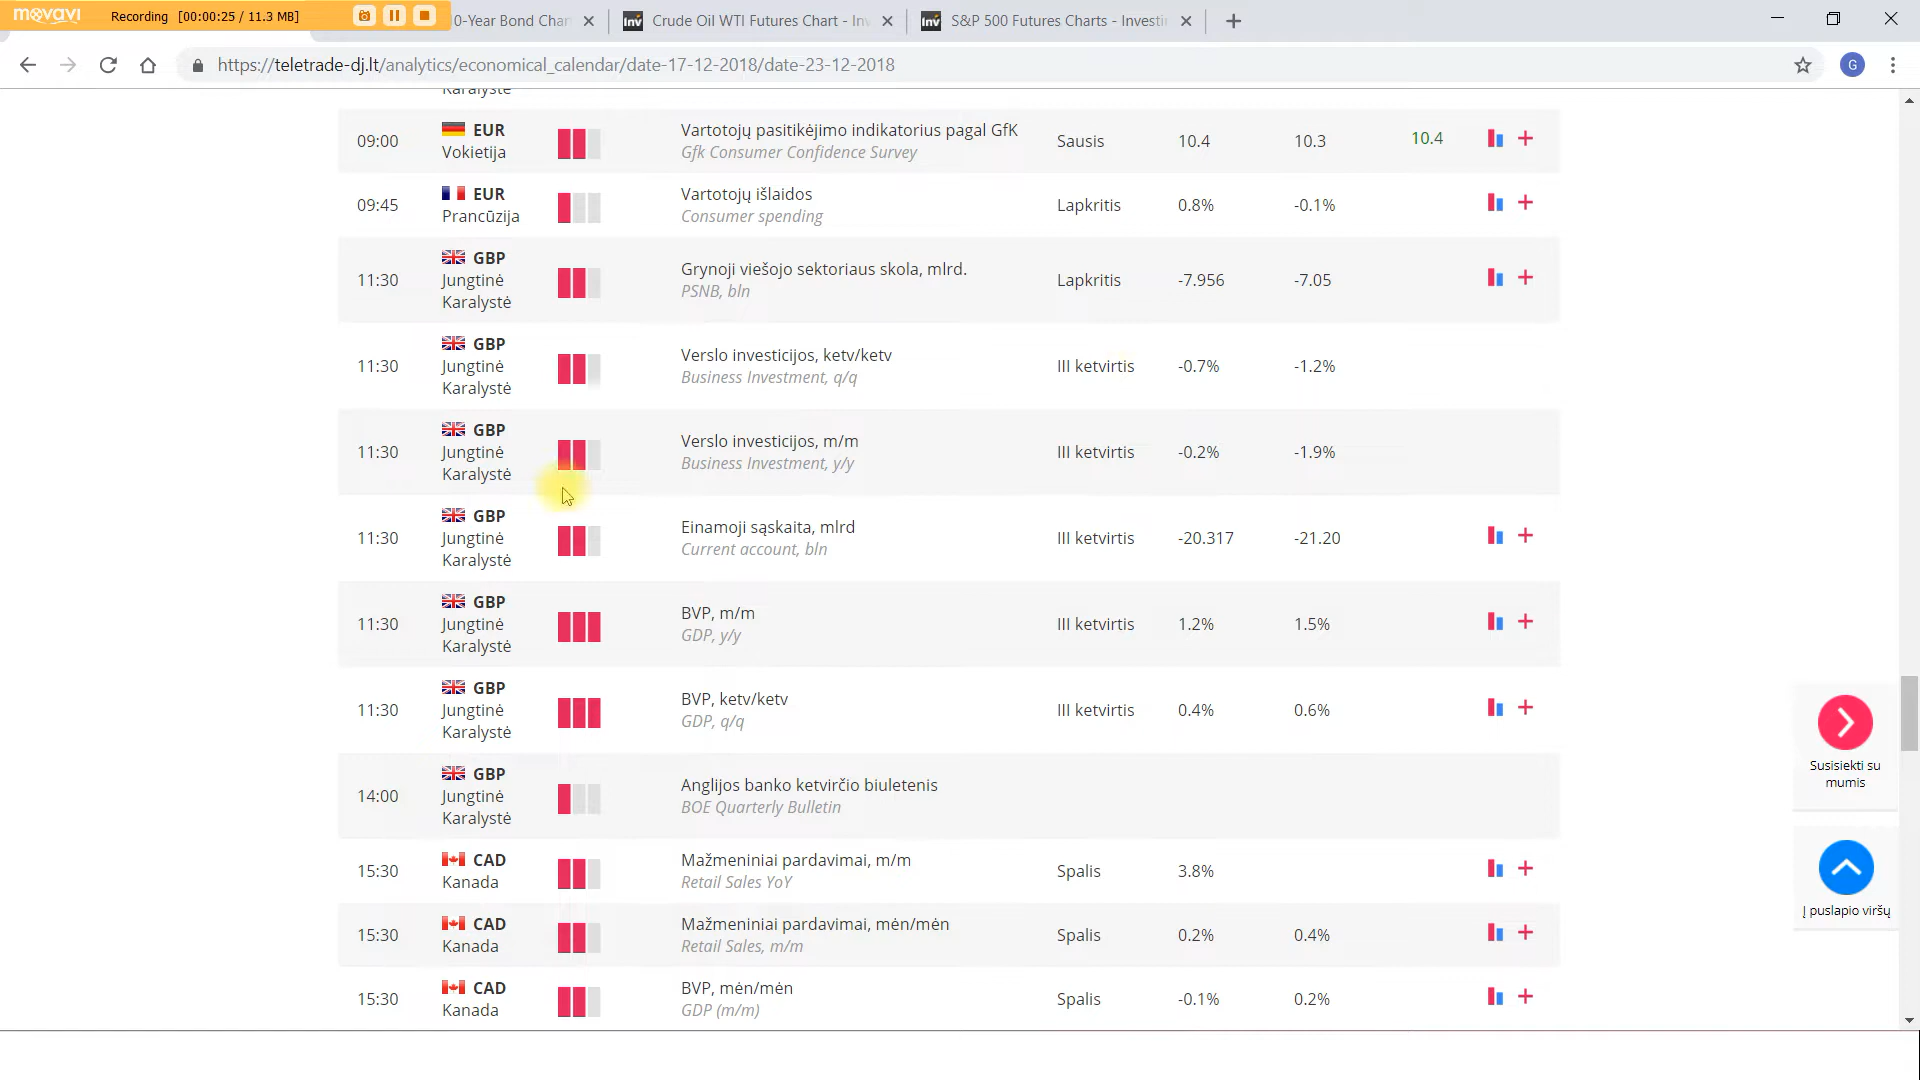 movavi Recording [00:00:25 / 11.3 MB]
0-Year Bond Char
Crude Oil WTI Futures Chart - Inv
S&P 500 Futures Charts - Investi
https://teletrade-dj.lt/analytics/economical_calendar/date-17-12-2018/date-23-12-2018
G
Karalystė
09:00 EUR Vokietija Vartotojų pasitikėjimo indikatorius pagal GfK Sausis 10.4 10.3 10.4
Gfk Consumer Confidence Survey
09:45 EUR Prancūzija Vartotojų išlaidos Lapkritis 0.8% -0.1%
Consumer spending
11:30 GBP Jungtinė Karalystė Grynoji viešojo sektoriaus skola, mlrd. Lapkritis -7.956 -7.05
PSNB, bln
11:30 GBP Jungtinė Karalystė Verslo investicijos, ketv/ketv III ketvirtis -0.7% -1.2%
Business Investment, q/q
11:30 GBP Jungtinė Karalystė Verslo investicijos, m/m III ketvirtis -0.2% -1.9%
Business Investment, y/y
11:30 GBP Jungtinė Karalystė Einamoji sąskaita, mlrd III ketvirtis -20.317 -21.20
Current account, bln
11:30 GBP Jungtinė Karalystė BVP, m/m III ketvirtis 1.2% 1.5%
GDP, y/y
11:30 GBP Jungtinė Karalystė BVP, ketv/ketv III ketvirtis 0.4% 0.6%
GDP, q/q
14:00 GBP Jungtinė Karalystė Anglijos banko ketvirčio biuletenis
BOE Quarterly Bulletin
15:30 CAD Kanada Mažmeniniai pardavimai, m/m Spalis 3.8%
Retail Sales YoY
15:30 CAD Kanada Mažmeniniai pardavimai, mėn/mėn Spalis 0.2% 0.4%
Retail Sales, m/m
15:30 CAD Kanada BVP, mėn/mėn Spalis -0.1% 0.2%
GDP (m/m)
Susisiekti su
mumis
Į puslapio viršų